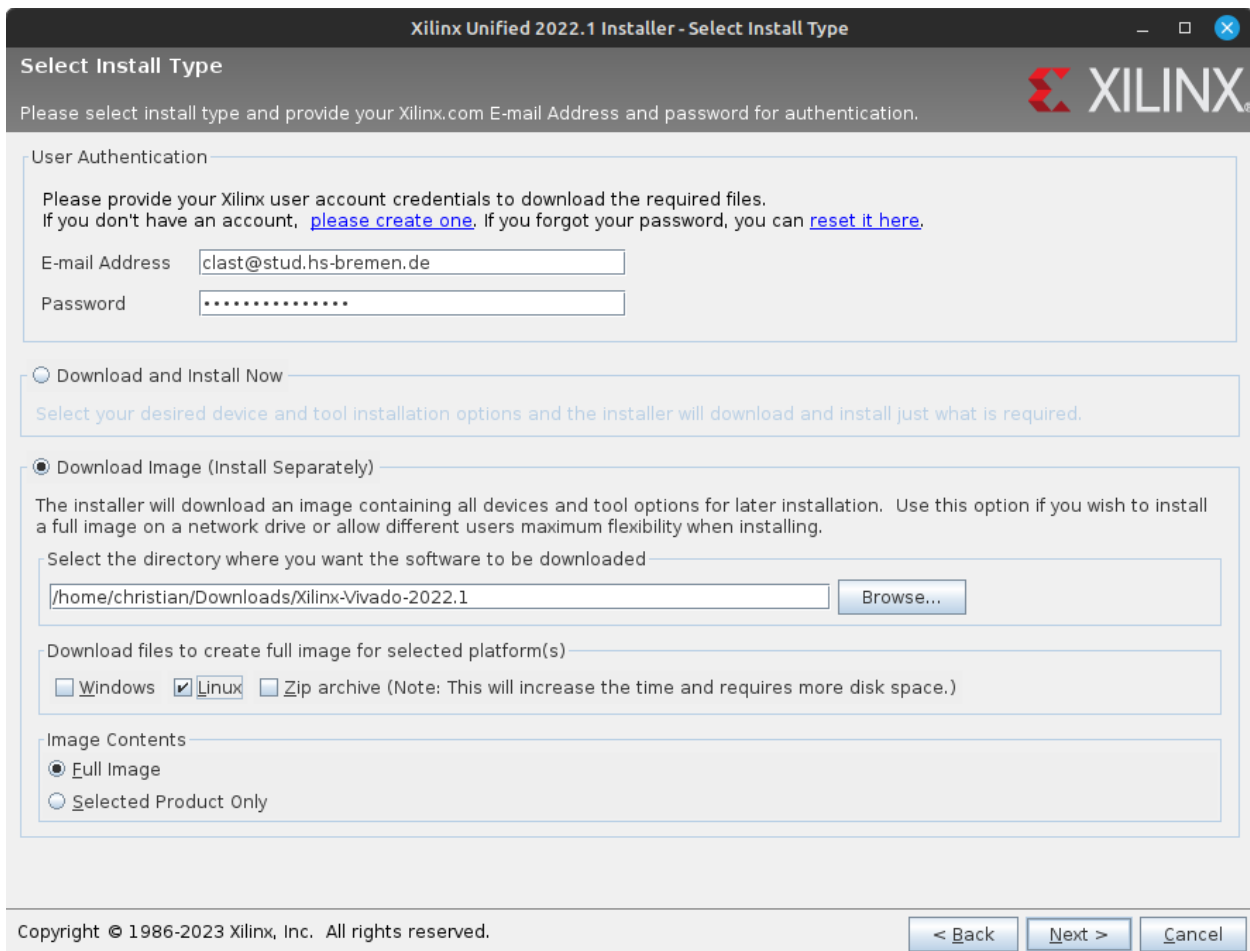 Xilinx Unified 2022.1 Installer - Select Install Type
Select Install Type
XILINX®
Please select install type and provide your Xilinx.com E-mail Address and password for authentication.
User Authentication
Please provide your Xilinx user account credentials to download the required files.
If you don't have an account, please create one. If you forgot your password, you can reset it here.
E-mail Address clast@stud.hs-bremen.de
Password •••••••••••••••
Download and Install Now
Select your desired device and tool installation options and the installer will download and install just what is required.
Download Image (Install Separately)
The installer will download an image containing all devices and tool options for later installation. Use this option if you wish to install
a full image on a network drive or allow different users maximum flexibility when installing.
Select the directory where you want the software to be downloaded
/home/christian/Downloads/Xilinx-Vivado-2022.1 Browse...
Download files to create full image for selected platform(s)
Windows Linux Zip archive (Note: This will increase the time and requires more disk space.)
Image Contents
Full Image
Selected Product Only
Copyright © 1986-2023 Xilinx, Inc. All rights reserved.
< Back Next > Cancel